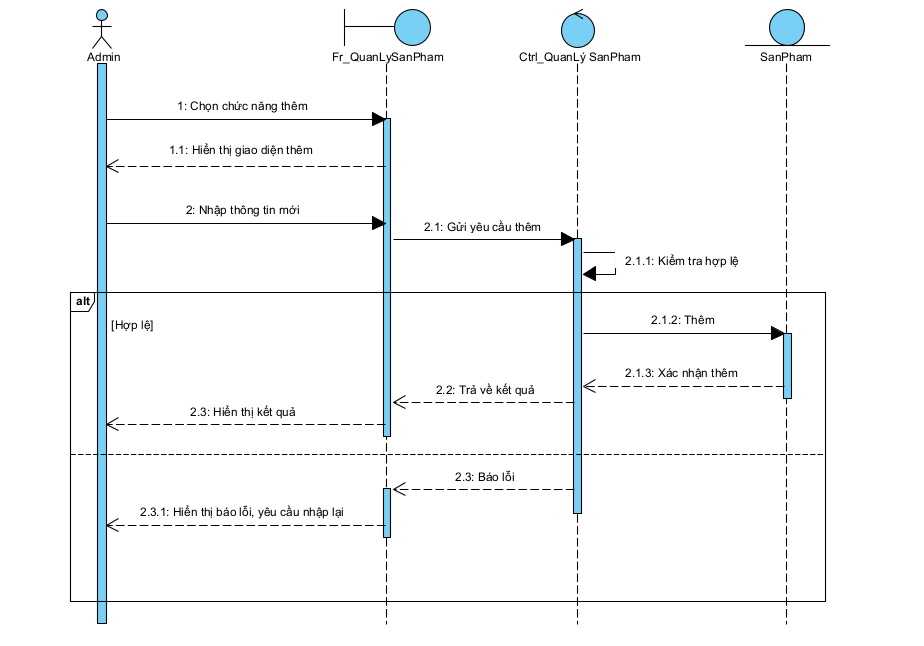 Admin
Fr_QuanLySanPham
Ctrl_QuanLý SanPham
SanPham
1: Chọn chức năng thêm
1.1: Hiển thị giao diện thêm
2: Nhập thông tin mới
2.1: Gửi yêu cầu thêm
2.1.1: Kiểm tra hợp lệ
alt
[Hợp lệ]
2.1.2: Thêm
2.1.3: Xác nhận thêm
2.2: Trả về kết quả
2.3: Hiển thị kết quả
2.3: Báo lỗi
2.3.1: Hiển thị báo lỗi, yêu cầu nhập lại